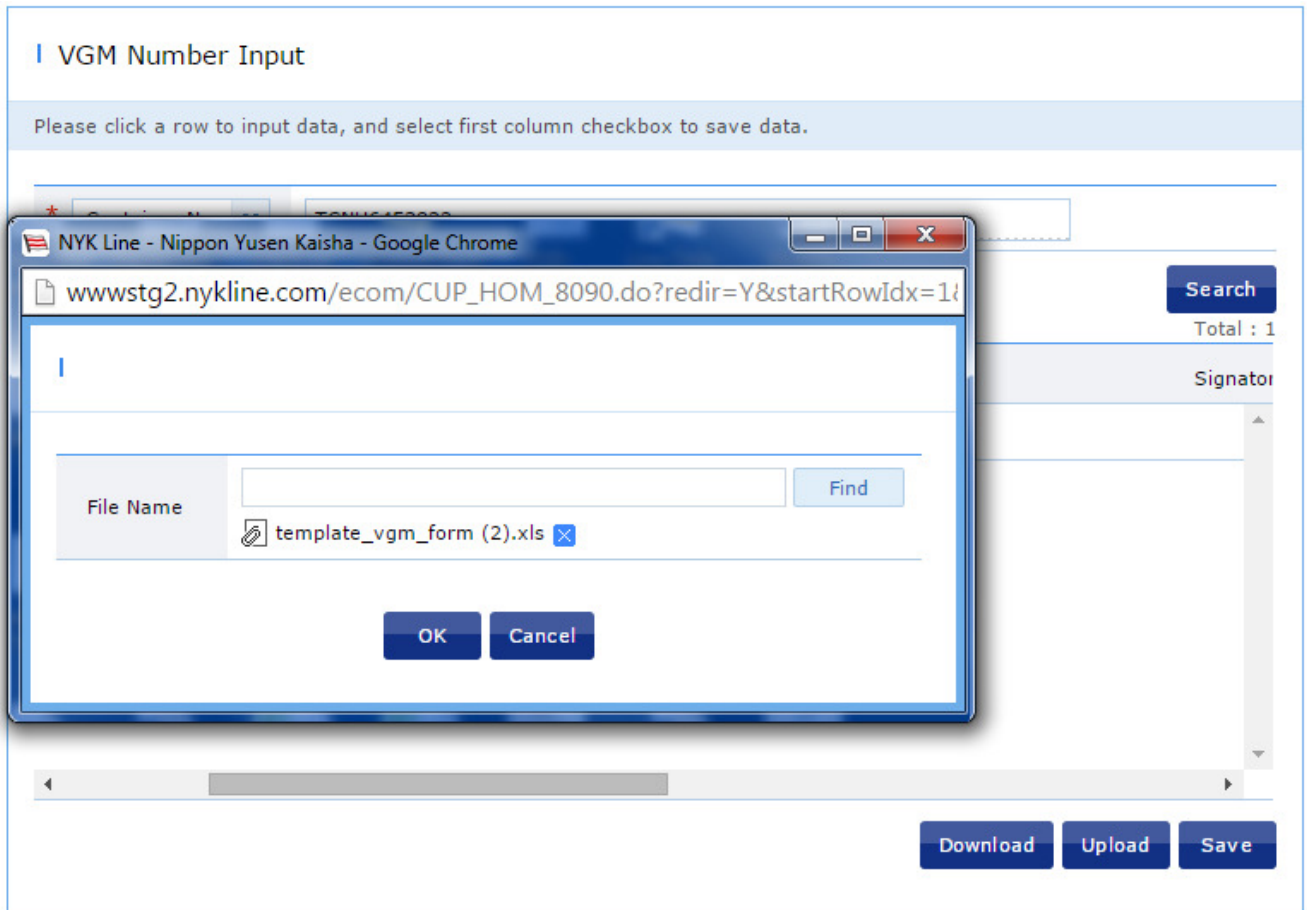 VGM Number Input
Please click a row to input data, and select first column checkbox to save data.
NYK Line - Nippon Yusen Kaisha - Google Chrome
wwwstg2.nykline.com/ecom/CUP_HOM_8090.do?redir=Y&startRowIdx=1&
Search
Total : 1
Signator
File Name
Find
template_vgm_form (2).xls
OK Cancel
Download Upload Save